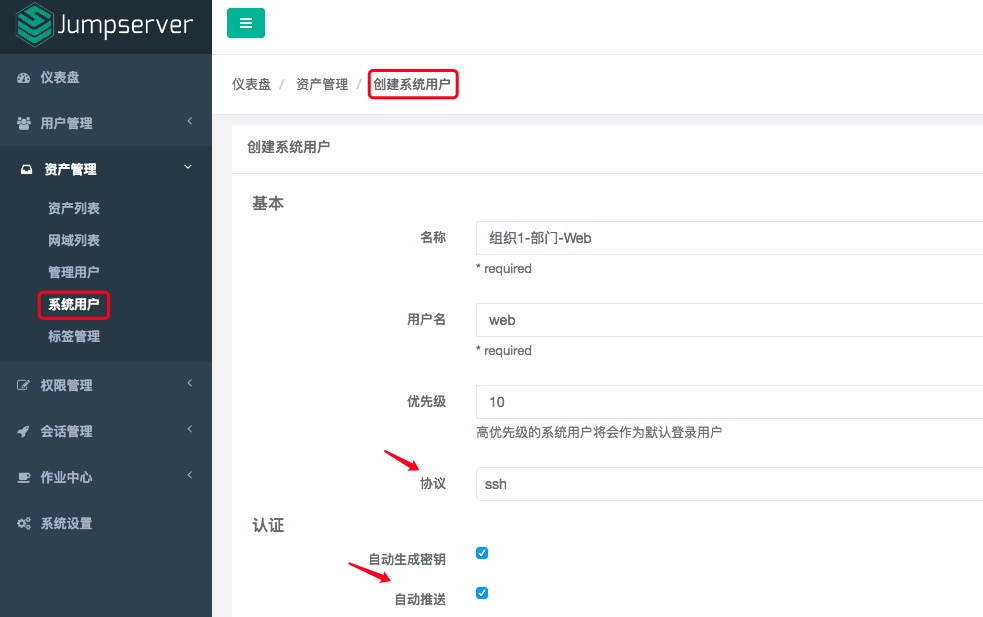 Jumpserver
仪表盘
用户管理
资产管理
资产列表
网域列表
管理用户
系统用户
标签管理
权限管理
会话管理
作业中心
系统设置
仪表盘 / 资产管理 / 创建系统用户
创建系统用户
基本
名称 组织1-部门-Web
* required
用户名 web
* required
优先级 10
高优先级的系统用户将会作为默认登录用户
协议 ssh
认证
自动生成密钥
自动推送